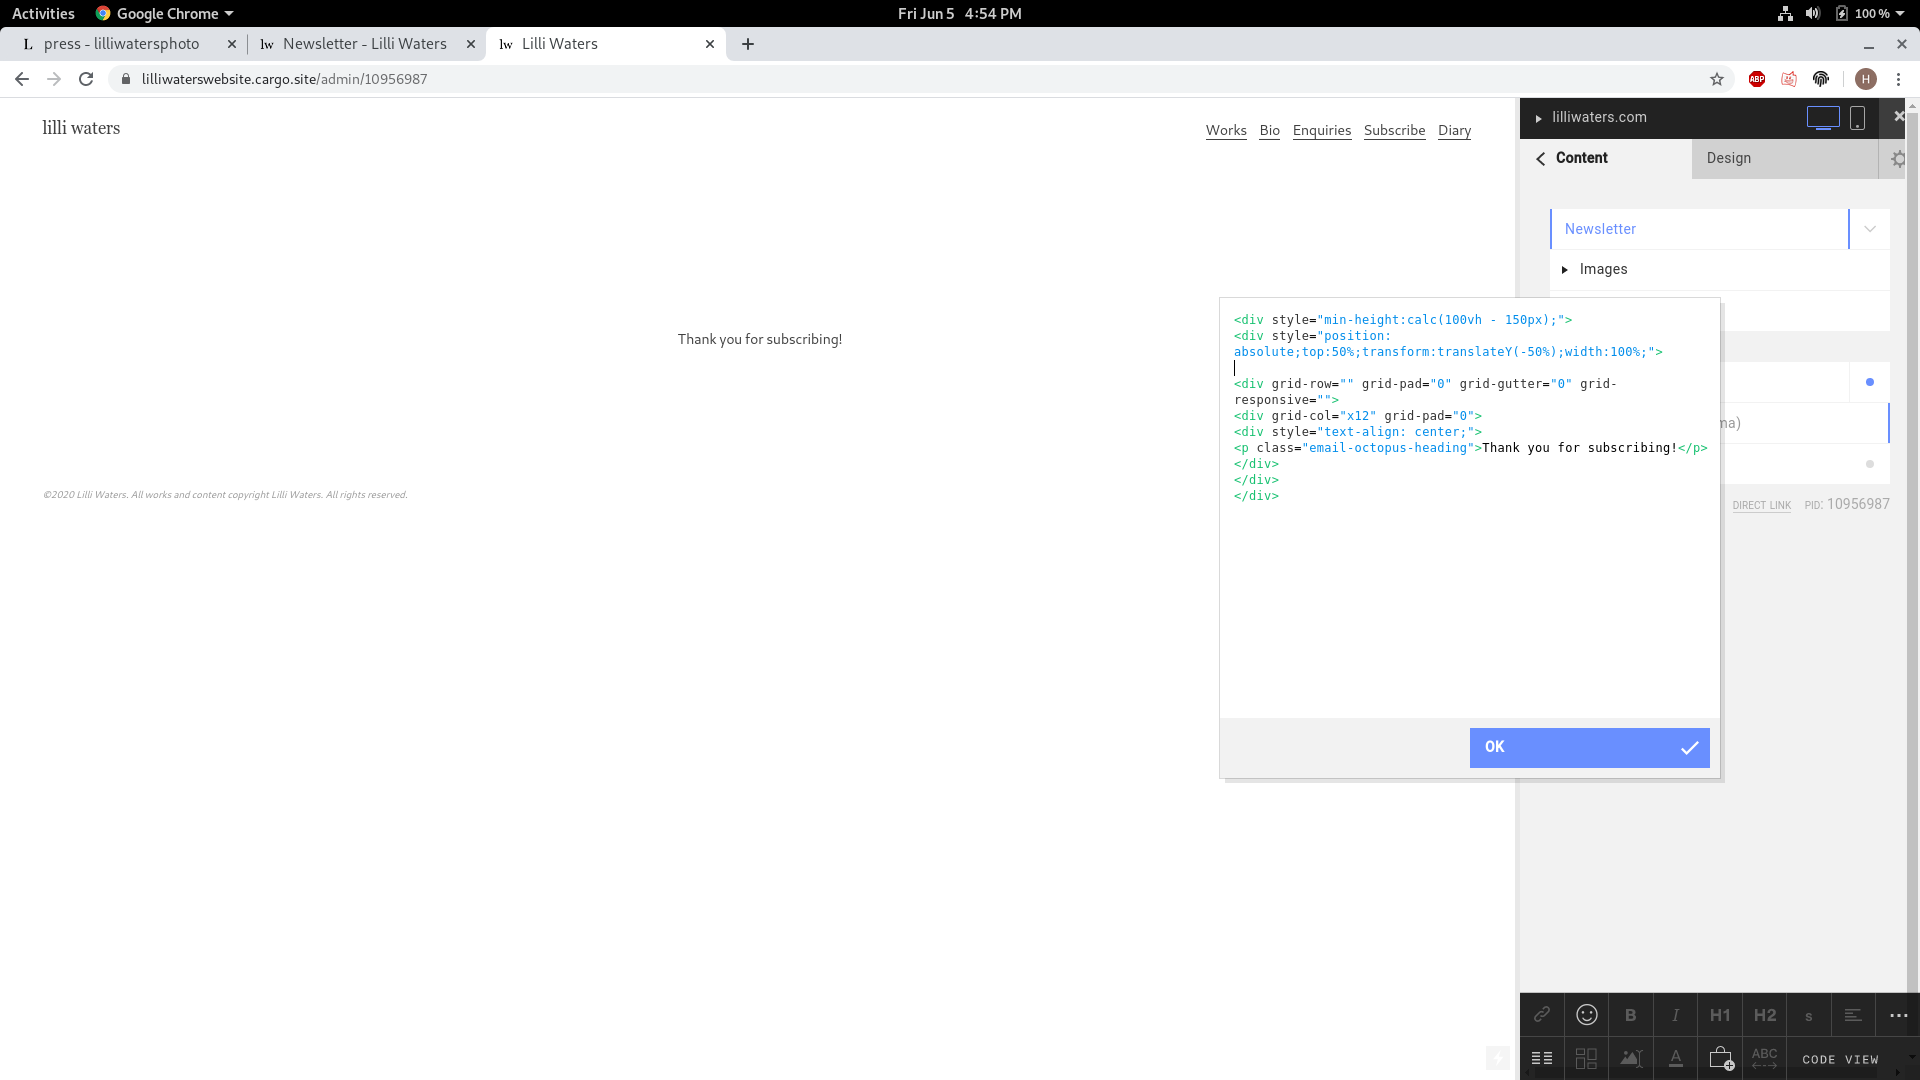 Activities Google Chrome Fri Jun 5 4:54 PM 100 %
L press - lilliwatersphoto lw Newsletter - Lilli Waters lw Lilli Waters
lilliwaterswebsite.cargo.site/admin/10956987 ABP H
lilli waters
Works Bio Enquiries Subscribe Diary
lilliwaters.com
Content Design
Newsletter
Images
<div style="min-height:calc(100vh - 150px);">
<div style="position:
absolute;top:50%;transform:translateY(-50%);width:100%;">
<div grid-row="" grid-pad="0" grid-gutter="0" grid-
responsive="">
<div grid-col="x12" grid-pad="0">
<div style="text-align: center;">
<p class="email-octopus-heading">Thank you for subscribing!</p>
</div>
</div>
</div>
OK
Thank you for subscribing!
ma)
©2020 Lilli Waters. All works and content copyright Lilli Waters. All rights reserved.
DIRECT LINK PID: 10956987
B I H1 H2 s
A ABC CODE VIEW